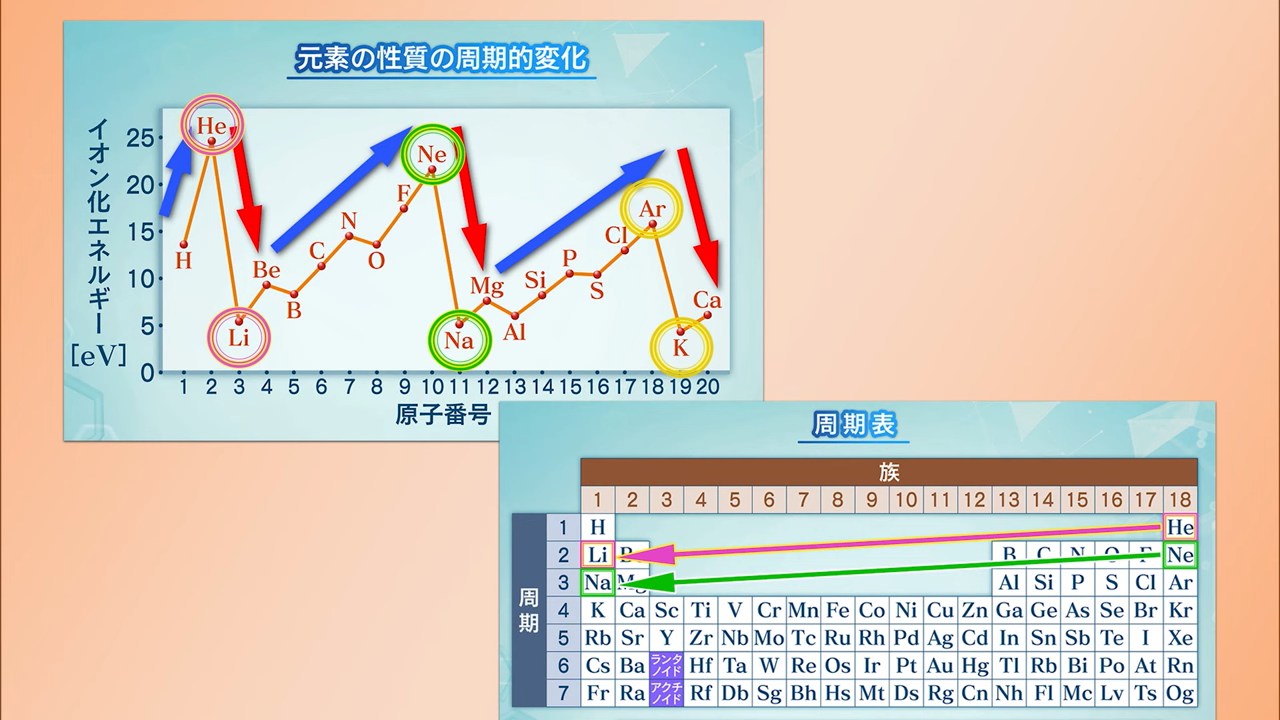 元素の性質の周期的変化
イオン化エネルギー
[eV]
25
20
15
10
5
0
H He Li Be B C N O F Ne Na Mg Al Si P S Cl Ar K Ca
1 2 3 4 5 6 7 8 9 10 11 12 13 14 15 16 17 18 19 20
原子番号
周期表
族
1 2 3 4 5 6 7 8 9 10 11 12 13 14 15 16 17 18
周期
1 H He
2 Li B C N Ne
3 Na Mg Al Si P S Cl Ar
4 K Ca Sc Ti V Cr Mn Fe Co Ni Cu Zn Ga Ge As Se Br Kr
5 Rb Sr Y Zr Nb Mo Tc Ru Rh Pd Ag Cd In Sn Sb Te I Xe
6 Cs Ba ランタノイド Hf Ta W Re Os Ir Pt Au Hg Tl Rb Bi Po At Rn
7 Fr Ra アクチノイド Rf Db Sg Bh Hs Mt Ds Rg Cn Nh Fl Mc Lv Ts Og